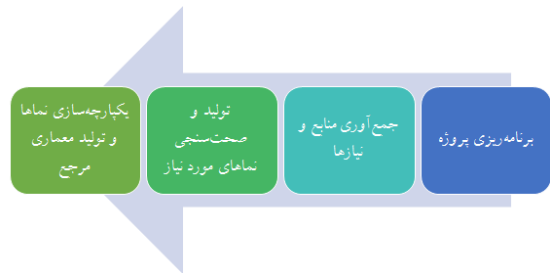 برنامه‌ریزی پروژه
جمع‌آوری منابع و
نیازها
تولید و
صحت‌سنجی
نماهای مورد نیاز
یکپارچه‌سازی نماها
و تولید معماری
مرجع